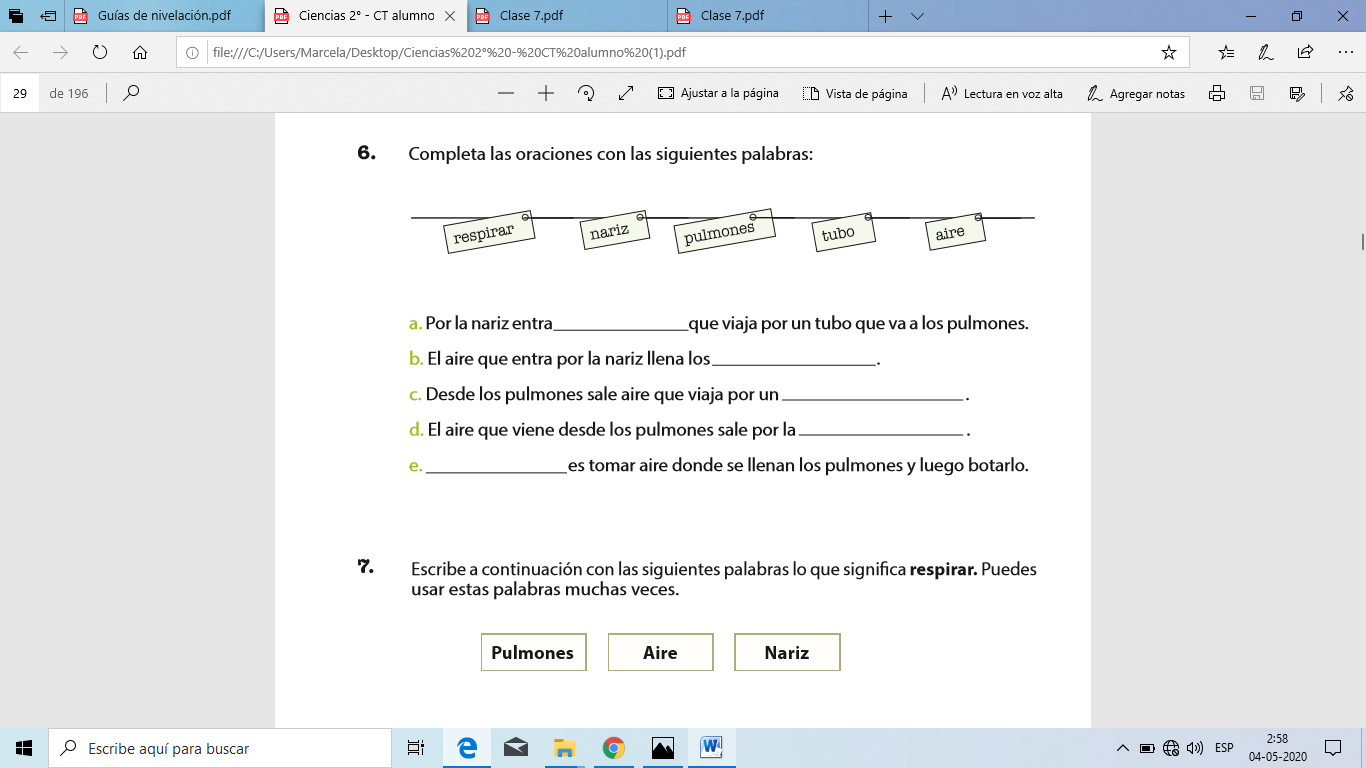 Guías de nivelación.pdf
Ciencias 2° - CT alumno
Clase 7.pdf
Clase 7.pdf
file:///C:/Users/Marcela/Desktop/Ciencias%202°%20-%20CT%20alumno%20(1).pdf
29 de 196
Ajustar a la página
Vista de página
Lectura en voz alta
Agregar notas
6. Completa las oraciones con las siguientes palabras:
respirar nariz pulmones tubo aire
a. Por la nariz entra_______________que viaja por un tubo que va a los pulmones.
b. El aire que entra por la nariz llena los__________________.
c. Desde los pulmones sale aire que viaja por un ____________________.
d. El aire que viene desde los pulmones sale por la __________________.
e. ________________es tomar aire donde se llenan los pulmones y luego botarlo.
7. Escribe a continuación con las siguientes palabras lo que significa respirar. Puedes
usar estas palabras muchas veces.
Pulmones Aire Nariz
Escribe aquí para buscar
ESP
2:58
04-05-2020